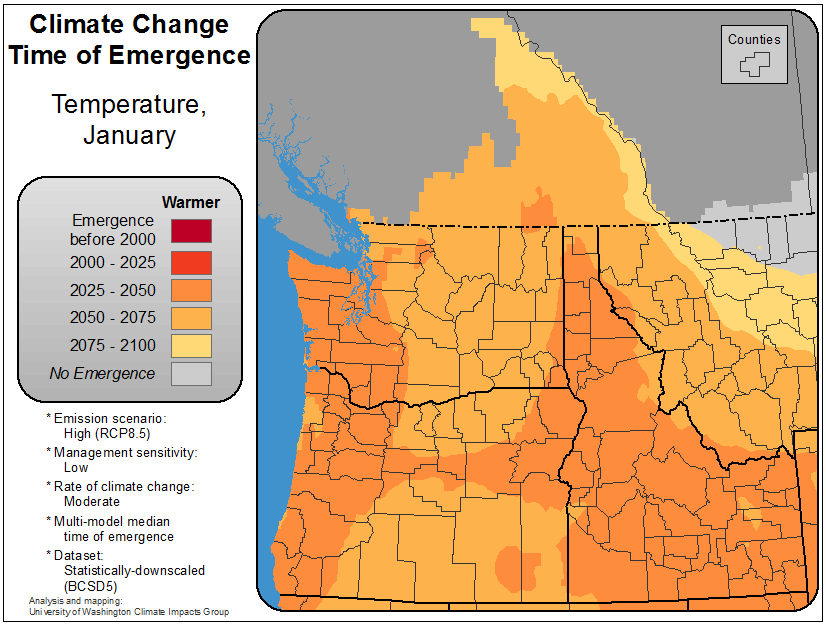 Climate Change
Time of Emergence
Temperature,
January
Counties
Warmer
Emergence
before 2000
2000 - 2025
2025 - 2050
2050 - 2075
2075 - 2100
No Emergence
* Emission scenario:
High (RCP8.5)
* Management sensitivity:
Low
* Rate of climate change:
Moderate
* Multi-model median
time of emergence
* Dataset:
Statistically-downscaled
(BCSD5)
Analysis and mapping:
University of Washington Climate Impacts Group